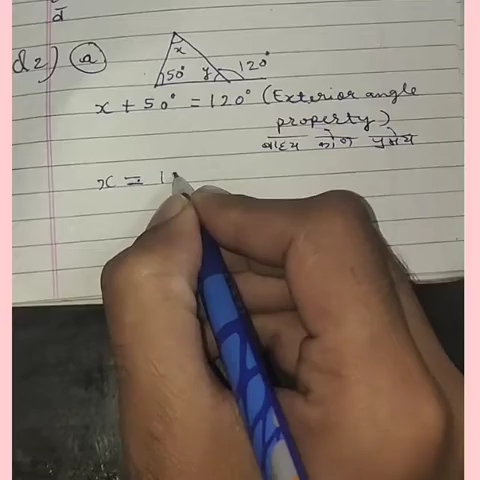 d
Q2) (a)
x
50° y 120°
x + 50° = 120° (Exterior angle
property)
बाह्य कोण प्रमेय
x = 1